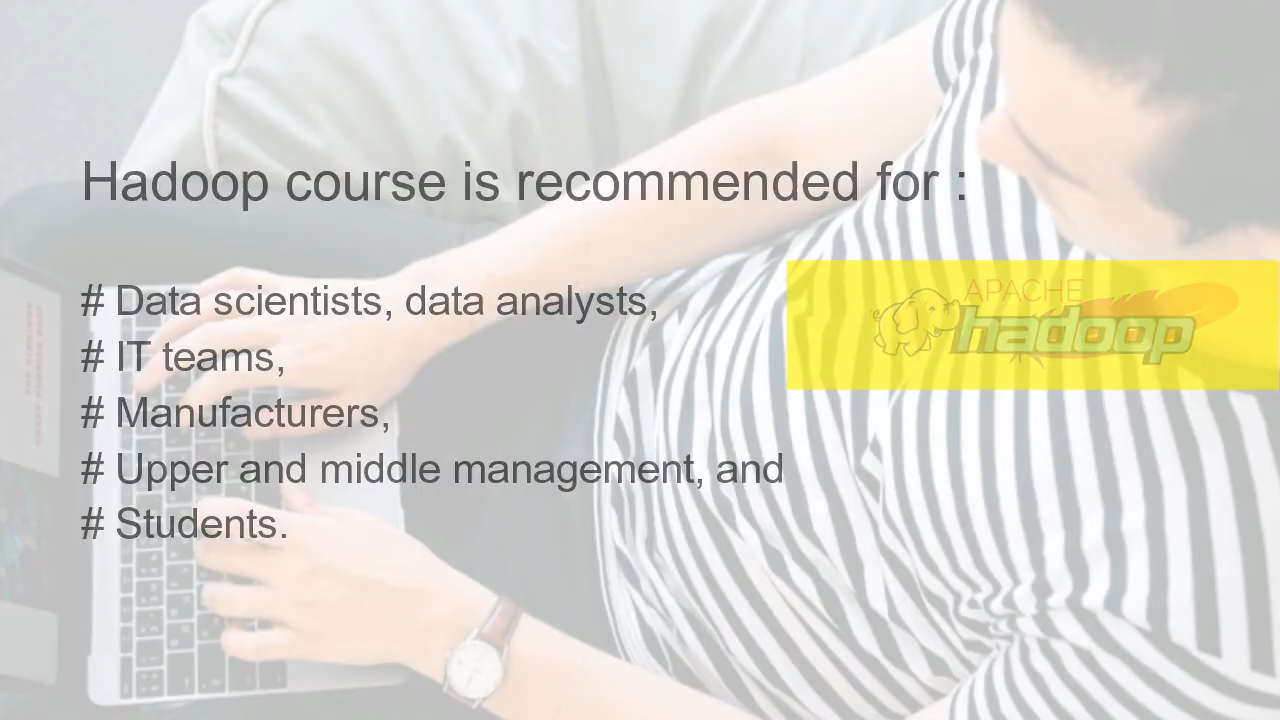 Hadoop course is recommended for :
# Data scientists, data analysts,
# IT teams,
# Manufacturers,
# Upper and middle management, and
# Students.
APACHE
hadoop